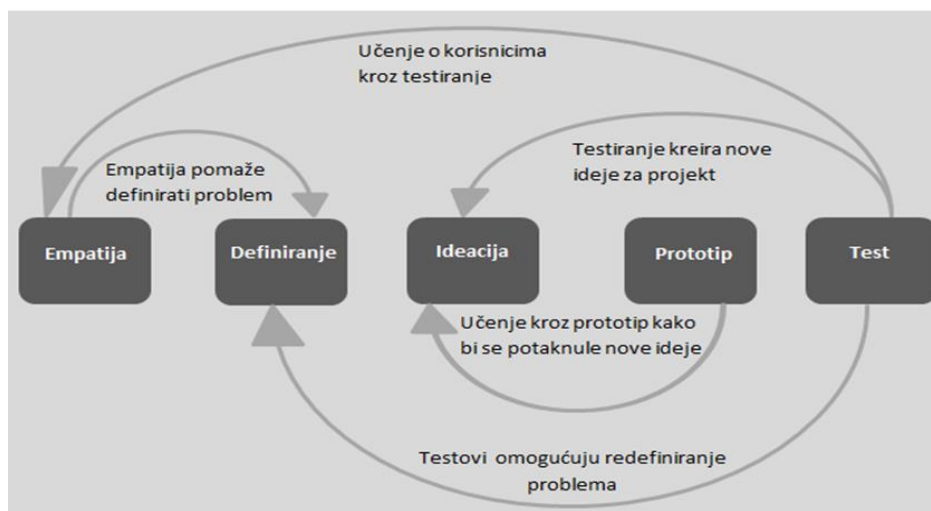 Učenje o korisnicima
kroz testiranje
Empatija pomaže
definirati problem
Testiranje kreira nove
ideje za projekt
Empatija
Definiranje
Ideacija
Prototip
Test
Učenje kroz prototip kako
bi se potaknule nove ideje
Testovi omogućuju redefiniranje
problema